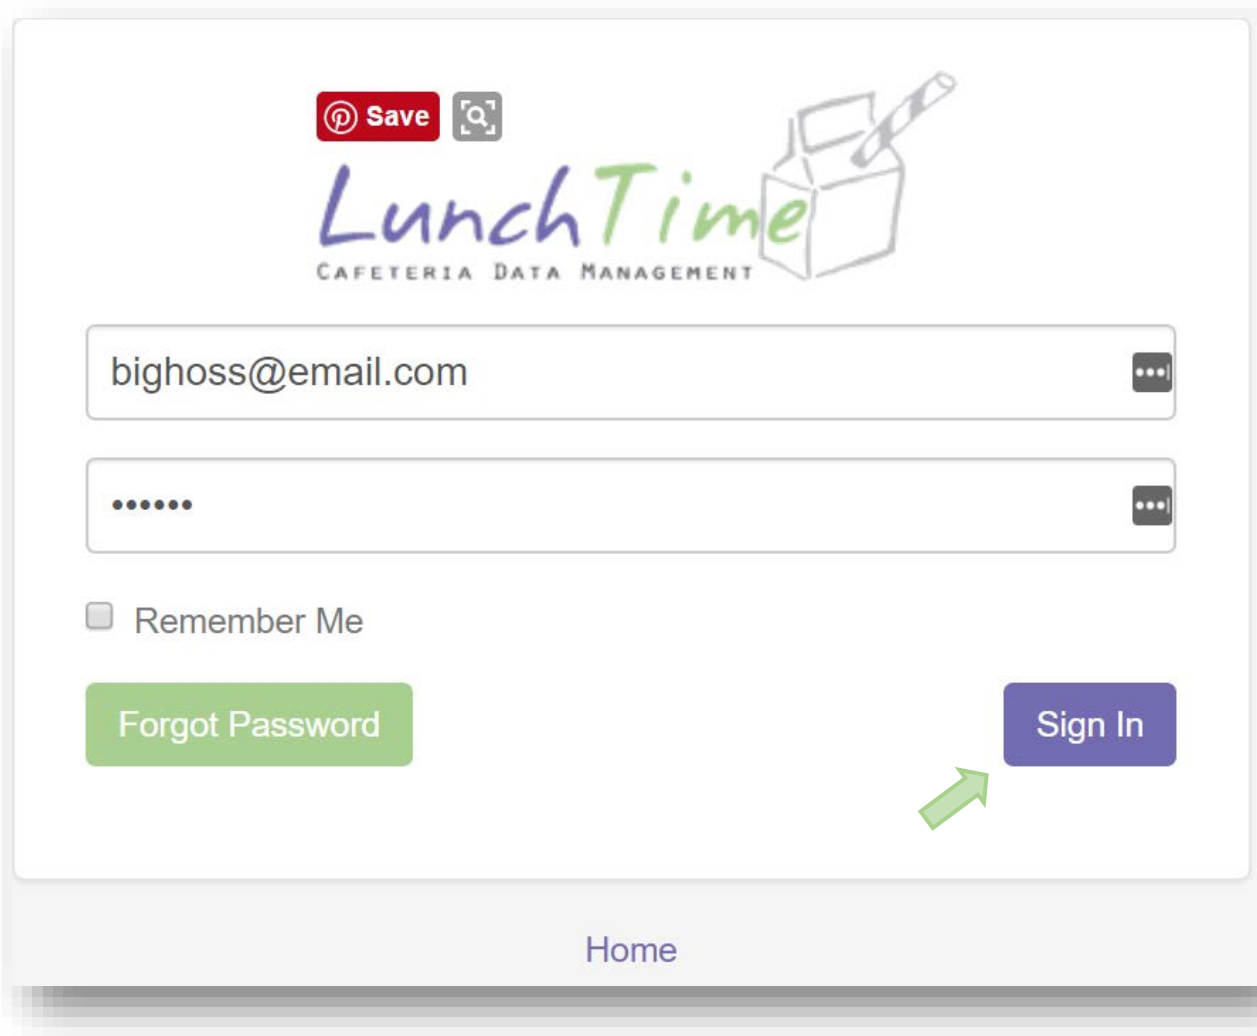 Save
LunchTime
CAFETERIA DATA MANAGEMENT
bighoss@email.com
••••••
Remember Me
Forgot Password
Sign In
Home